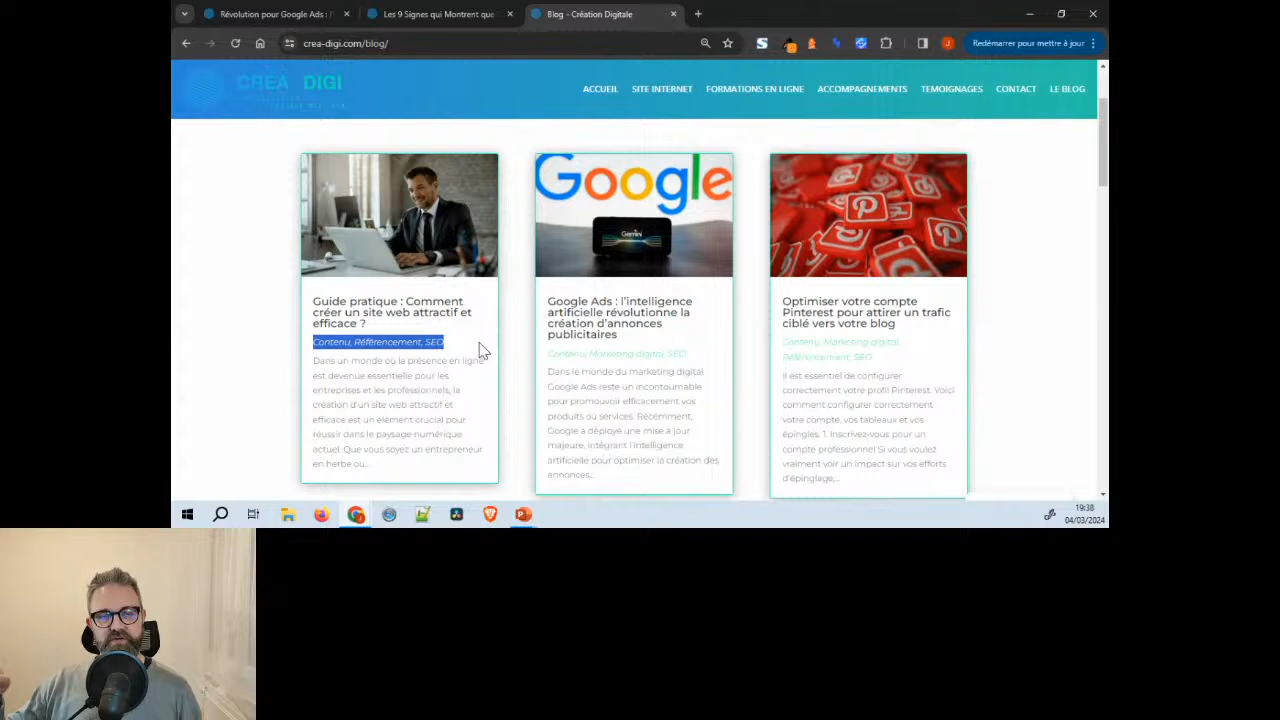 Révolution pour Google Ads : l'
Les 9 Signes qui Montrent que
Blog - Création Digitale
crea-digi.com/blog/
Redémarrer pour mettre à jour
CREA DIGI
ACCUEIL
SITE INTERNET
FORMATIONS EN LIGNE
ACCOMPAGNEMENTS
TEMOIGNAGES
CONTACT
LE BLOG
Guide pratique : Comment
créer un site web attractif et
efficace ?
Contenu, Référencement, SEO
Dans un monde où la présence en ligne
est devenue essentielle pour les
entreprises et les professionnels, la
création d'un site web attractif et
efficace est un élément crucial pour
réussir dans le paysage numérique
actuel. Que vous soyez un entrepreneur
en herbe ou...
Google
Gemini
Google Ads : l'intelligence
artificielle révolutionne la
création d'annonces
publicitaires
Contenu, Marketing digital, SEO
Dans le monde du marketing digital
Google Ads reste un incontournable
pour promouvoir efficacement vos
produits ou services. Récemment,
Google a déployé une mise à jour
majeure, intégrant l'intelligence
artificielle pour optimiser la création des
annonces...
Optimiser votre compte
Pinterest pour attirer un trafic
ciblé vers votre blog
Contenu, Marketing digital,
Référencement, SEO
Il est essentiel de configurer
correctement votre profil Pinterest. Voici
comment configurer correctement
votre compte, vos tableaux et vos
épingles. 1. Inscrivez-vous pour un
compte professionnel Si vous voulez
vraiment voir un impact sur vos efforts
d'épinglage,...
19:38
04/03/2024